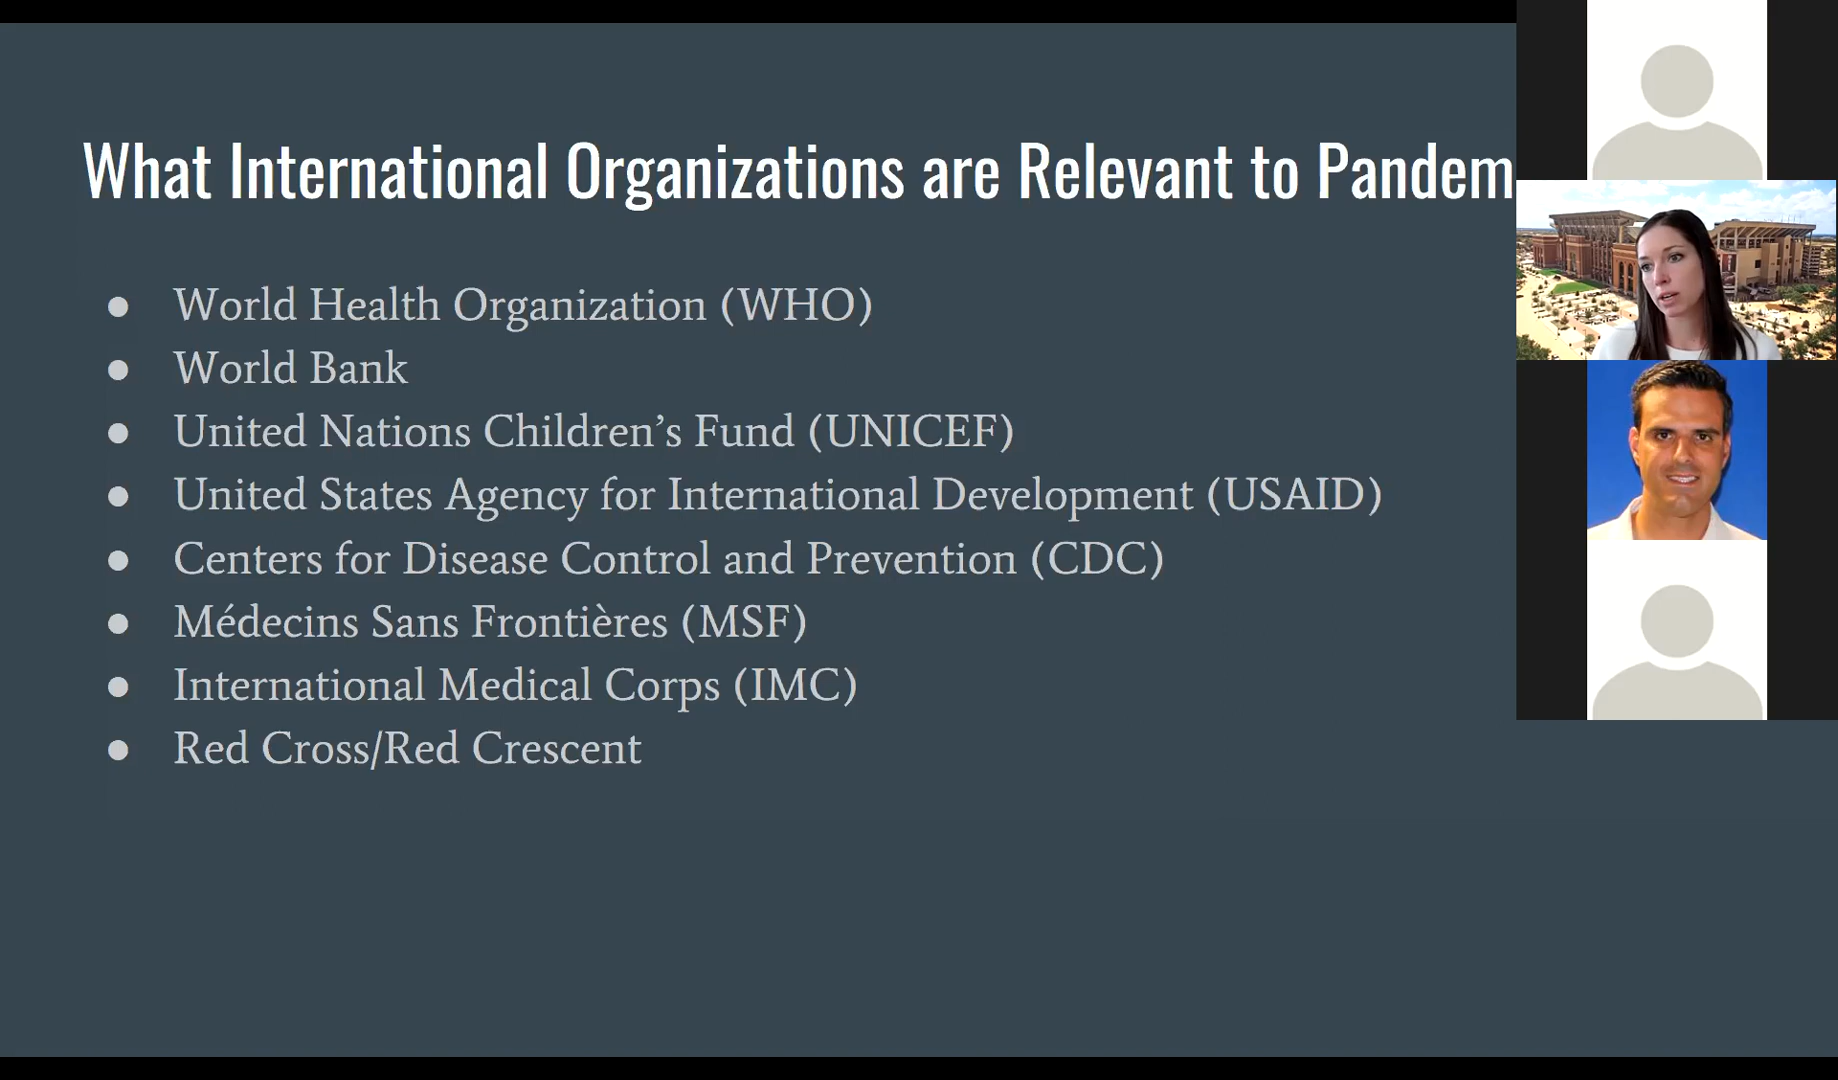 What International Organizations are Relevant to Pandem
World Health Organization (WHO)
World Bank
United Nations Children’s Fund (UNICEF)
United States Agency for International Development (USAID)
Centers for Disease Control and Prevention (CDC)
Médecins Sans Frontières (MSF)
International Medical Corps (IMC)
Red Cross/Red Crescent